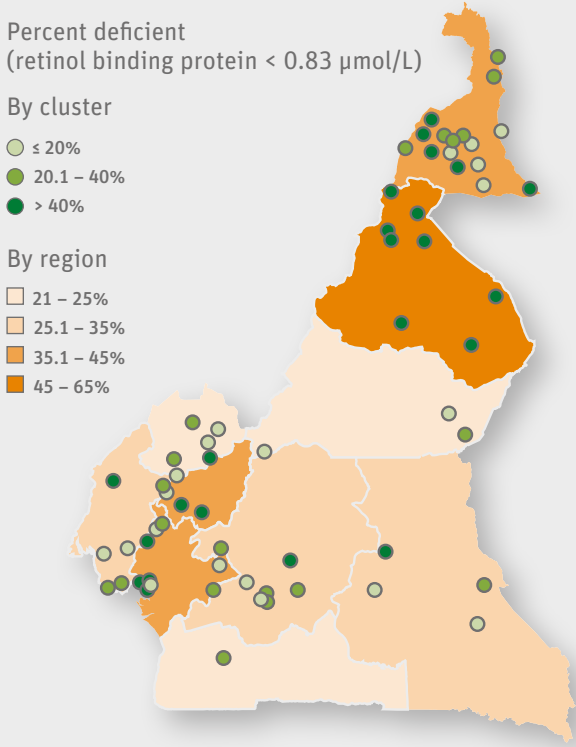 Percent deficient
(retinol binding protein < 0.83 µmol/L)
By cluster
≤ 20%
20.1 – 40%
> 40%
By region
21 – 25%
25.1 – 35%
35.1 – 45%
45 – 65%